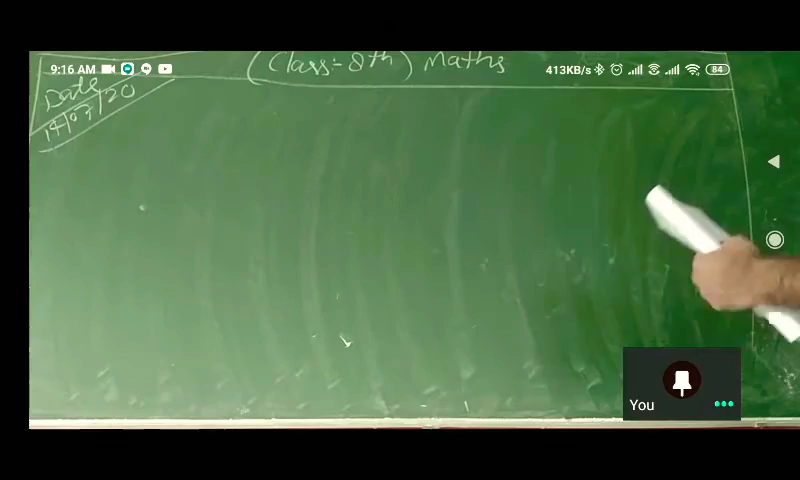 9:16 AM 413KB/s 84
(Class:- 8th) Maths
Date
14/07/20
You